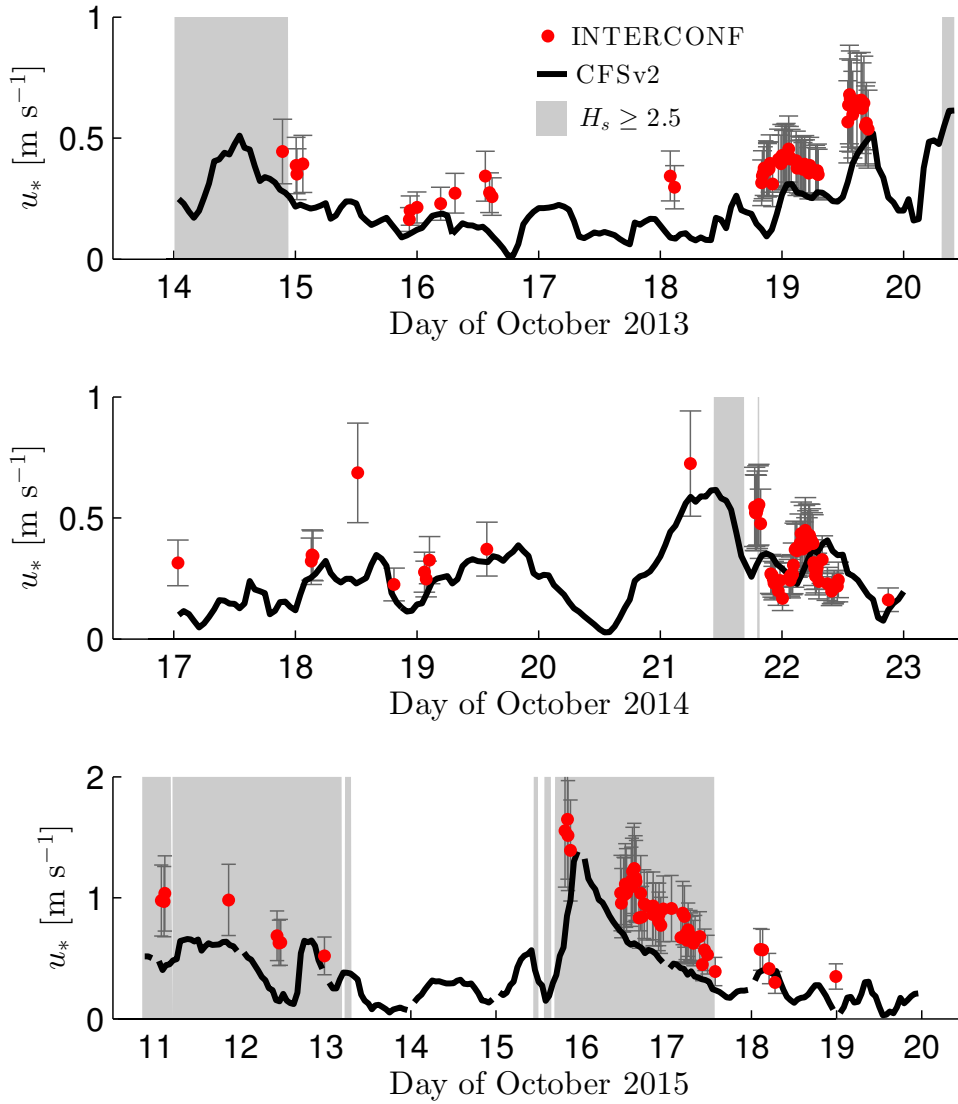 1
0.5
0
u* [m s−1]
INTERCONF
CFSv2
Hs ≥ 2.5
14 15 16 17 18 19 20
Day of October 2013
1
0.5
0
u* [m s−1]
17 18 19 20 21 22 23
Day of October 2014
2
1
0
u* [m s−1]
11 12 13 14 15 16 17 18 19 20
Day of October 2015